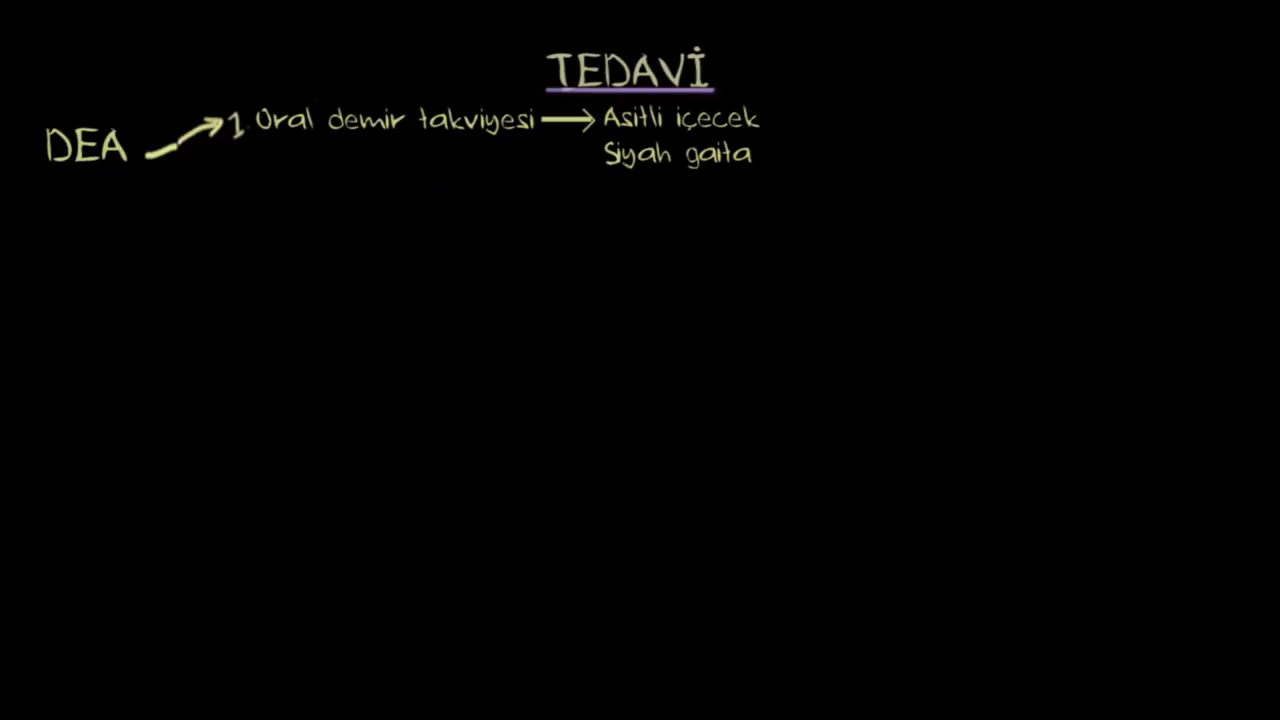 TEDAVİ
DEA 1. Oral demir takviyesi → Asitli içecek
Siyah gaita